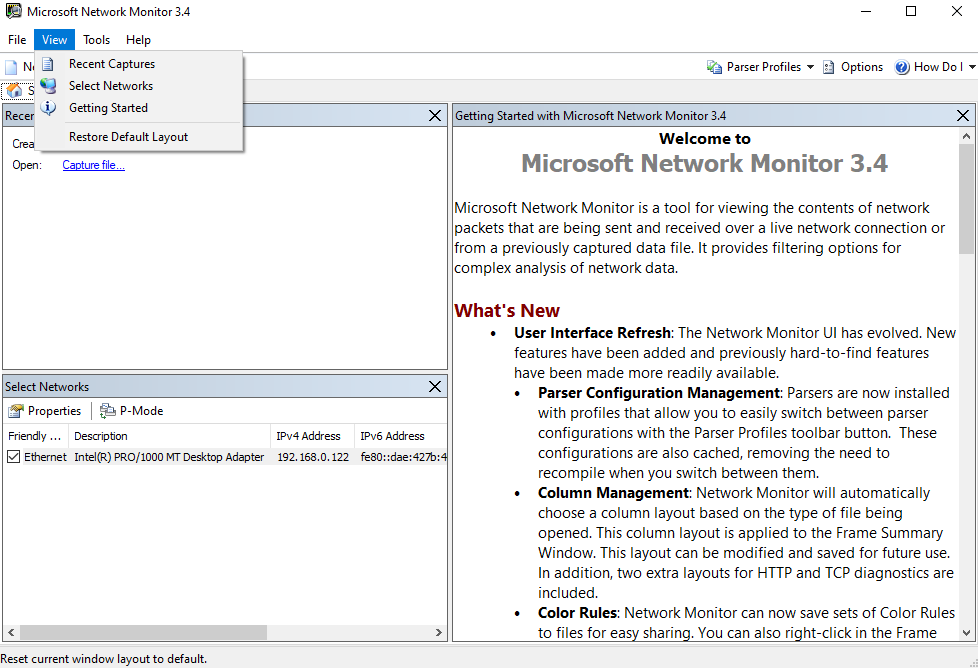 Microsoft Network Monitor 3.4
File View Tools Help
Parser Profiles Options How Do I
Recent Captures
Select Networks
Getting Started
Restore Default Layout
Open: Capture file...
Select Networks
Properties P-Mode
Friendly ... Description IPv4 Address IPv6 Address
Ethernet Intel(R) PRO/1000 MT Desktop Adapter 192.168.0.122 fe80::dae:427b:4
Getting Started with Microsoft Network Monitor 3.4
Welcome to
Microsoft Network Monitor 3.4
Microsoft Network Monitor is a tool for viewing the contents of network
packets that are being sent and received over a live network connection or
from a previously captured data file. It provides filtering options for
complex analysis of network data.
What's New
• User Interface Refresh: The Network Monitor UI has evolved. New
features have been added and previously hard-to-find features
have been made more readily available.
• Parser Configuration Management: Parsers are now installed
with profiles that allow you to easily switch between parser
configurations with the Parser Profiles toolbar button. These
configurations are also cached, removing the need to
recompile when you switch between them.
• Column Management: Network Monitor will automatically
choose a column layout based on the type of file being
opened. This column layout is applied to the Frame Summary
Window. This layout can be modified and saved for future use.
In addition, two extra layouts for HTTP and TCP diagnostics are
included.
• Color Rules: Network Monitor can now save sets of Color Rules
to files for easy sharing. You can also right-click in the Frame
Reset current window layout to default.